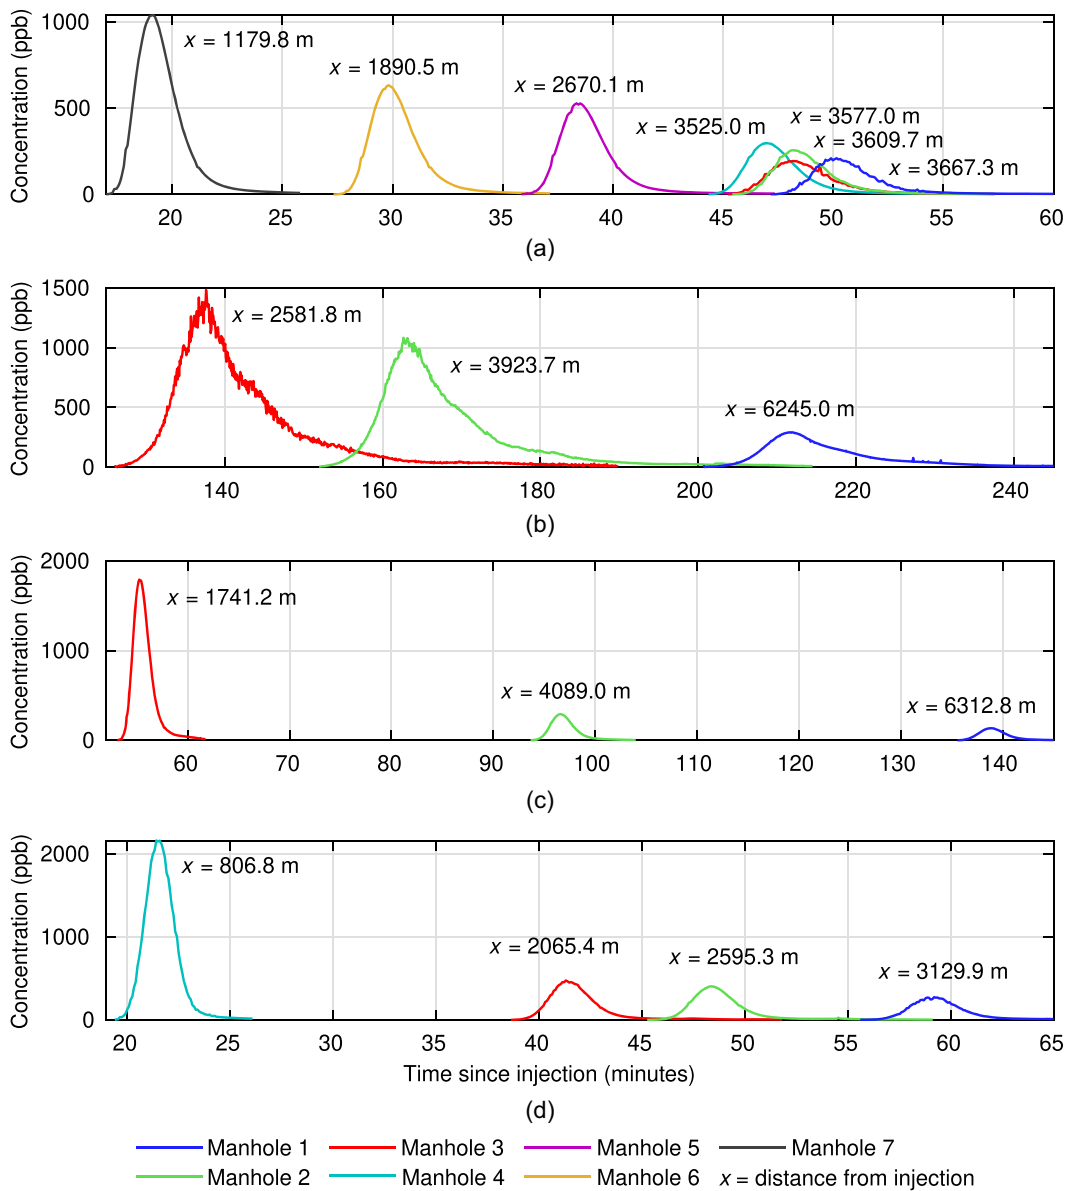 Concentration (ppb)
1000
500
0
x = 1179.8 m
x = 1890.5 m
x = 2670.1 m
x = 3525.0 m
x = 3577.0 m
x = 3609.7 m
x = 3667.3 m
20 25 30 35 40 45 50 55 60
(a)
Concentration (ppb)
1500
1000
500
0
x = 2581.8 m
x = 3923.7 m
x = 6245.0 m
140 160 180 200 220 240
(b)
Concentration (ppb)
2000
1000
0
x = 1741.2 m
x = 4089.0 m
x = 6312.8 m
60 70 80 90 100 110 120 130 140
(c)
Concentration (ppb)
2000
1000
0
x = 806.8 m
x = 2065.4 m
x = 2595.3 m
x = 3129.9 m
20 25 30 35 40 45 50 55 60 65
Time since injection (minutes)
(d)
Manhole 1 Manhole 3 Manhole 5 Manhole 7
Manhole 2 Manhole 4 Manhole 6 x = distance from injection